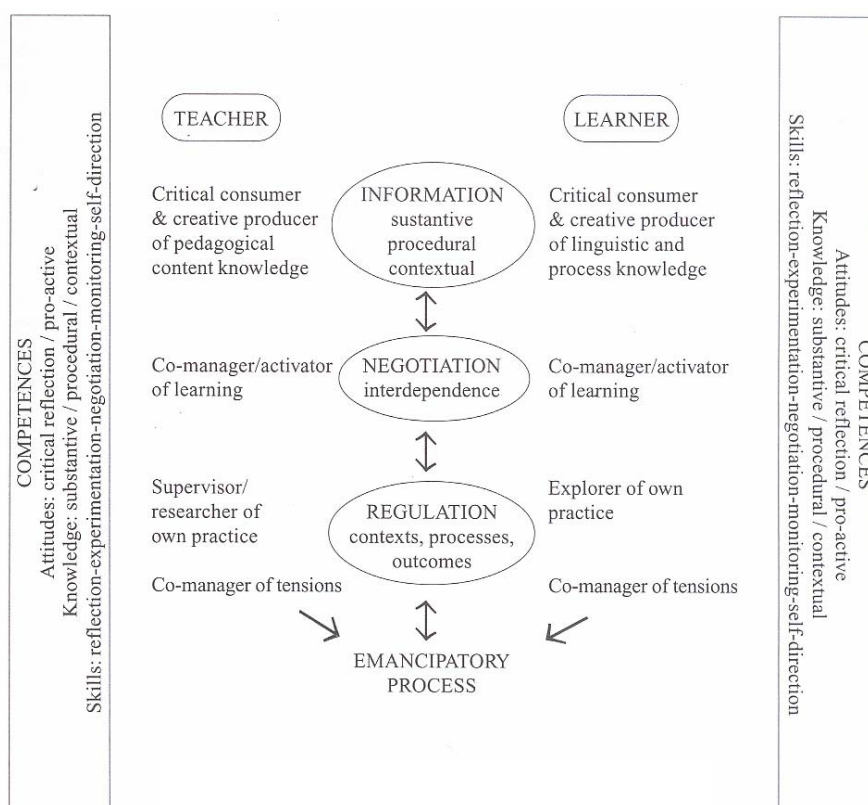 COMPETENCES
Attitudes: critical reflection / pro-active
Knowledge: substantive / procedural / contextual
Skills: reflection-experimentation-negotiation-monitoring-self-direction
TEACHER
LEARNER
Critical consumer
& creative producer
of pedagogical
content knowledge
INFORMATION
sustantive
procedural
contextual
Critical consumer
& creative producer
of linguistic and
process knowledge
Co-manager/activator
of learning
NEGOTIATION
interdependence
Co-manager/activator
of learning
Supervisor/
researcher of
own practice
REGULATION
contexts, processes,
outcomes
Explorer of own
practice
Co-manager of tensions
Co-manager of tensions
EMANCIPATORY
PROCESS
COMPETENCES
Attitudes: critical reflection / pro-active
Knowledge: substantive / procedural / contextual
Skills: reflection-experimentation-negotiation-monitoring-self-direction